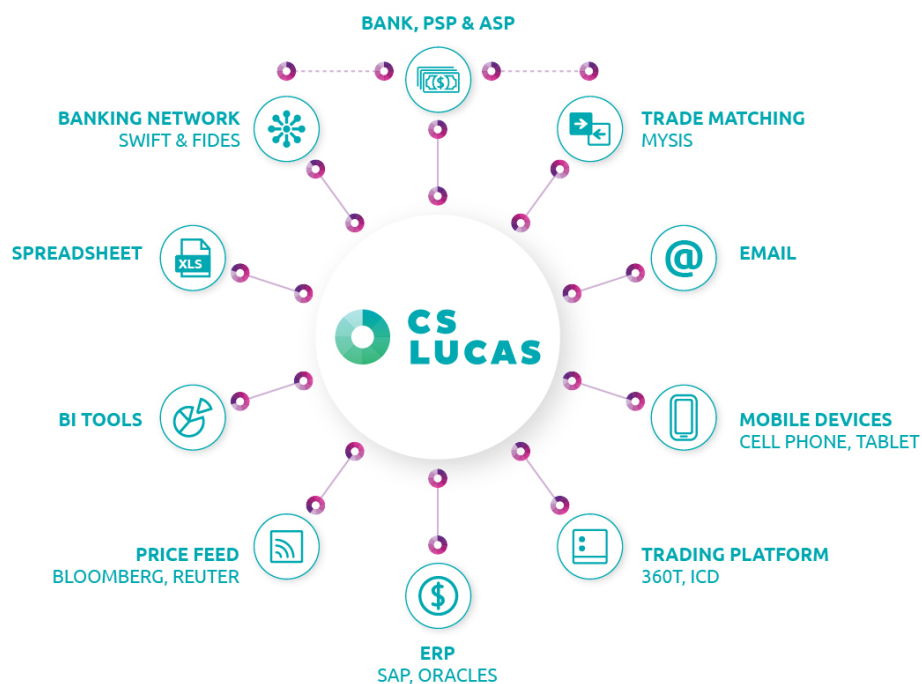 BANK, PSP & ASP
BANKING NETWORK
SWIFT & FIDES
TRADE MATCHING
MYSIS
SPREADSHEET
XLS
@
EMAIL
CS
LUCAS
BI TOOLS
MOBILE DEVICES
CELL PHONE, TABLET
PRICE FEED
BLOOMBERG, REUTER
TRADING PLATFORM
360T, ICD
$
ERP
SAP, ORACLES